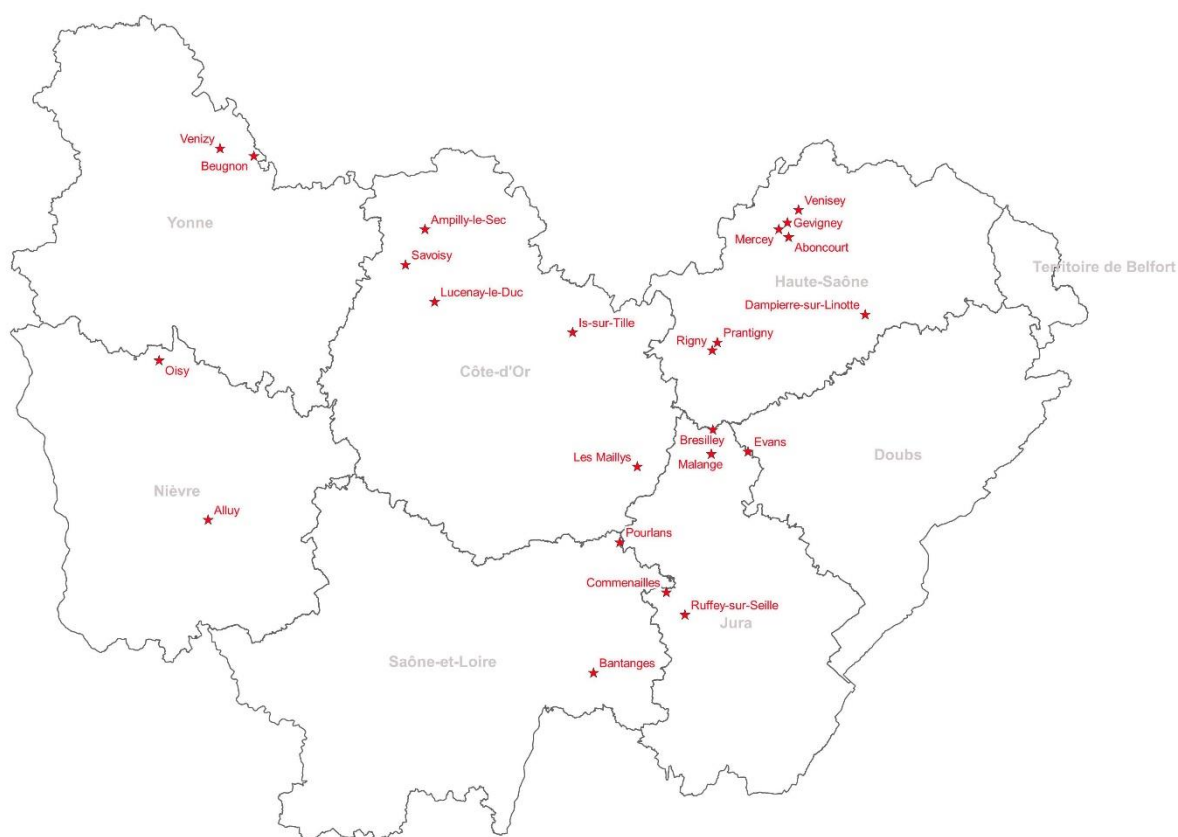 Venizy
Beugnon
Yonne
Venisey
Gevigney
Mercey
Aboncourt
Ampilly-le-Sec
Savoisy
Territoire de Belfort
Haute-Saône
Lucenay-le-Duc
Dampierre-sur-Linotte
Is-sur-Tille
Prantigny
Rigny
Oisy
Côte-d'Or
Bresilley
Evans
Les Maillys
Malange
Doubs
Nièvre
Alluy
Pourlans
Commenailles
Ruffey-sur-Seille
Jura
Saône-et-Loire
Bantanges